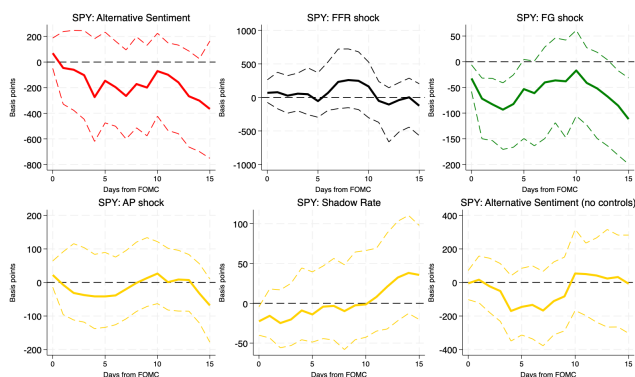 SPY: Alternative Sentiment
200
0
-200
-400
-600
-800
Basis points
0 5 10 15
Days from FOMC
SPY: FFR shock
1000
500
0
-500
-1000
Basis points
0 5 10 15
Days from FOMC
SPY: FG shock
50
0
-50
-100
-150
-200
Basis points
0 5 10 15
Days from FOMC
SPY: AP shock
200
100
0
-100
-200
Basis points
0 5 10 15
Days from FOMC
SPY: Shadow Rate
100
50
0
-50
Basis points
0 5 10 15
Days from FOMC
SPY: Alternative Sentiment (no controls)
400
200
0
-200
-400
Basis points
0 5 10 15
Days from FOMC